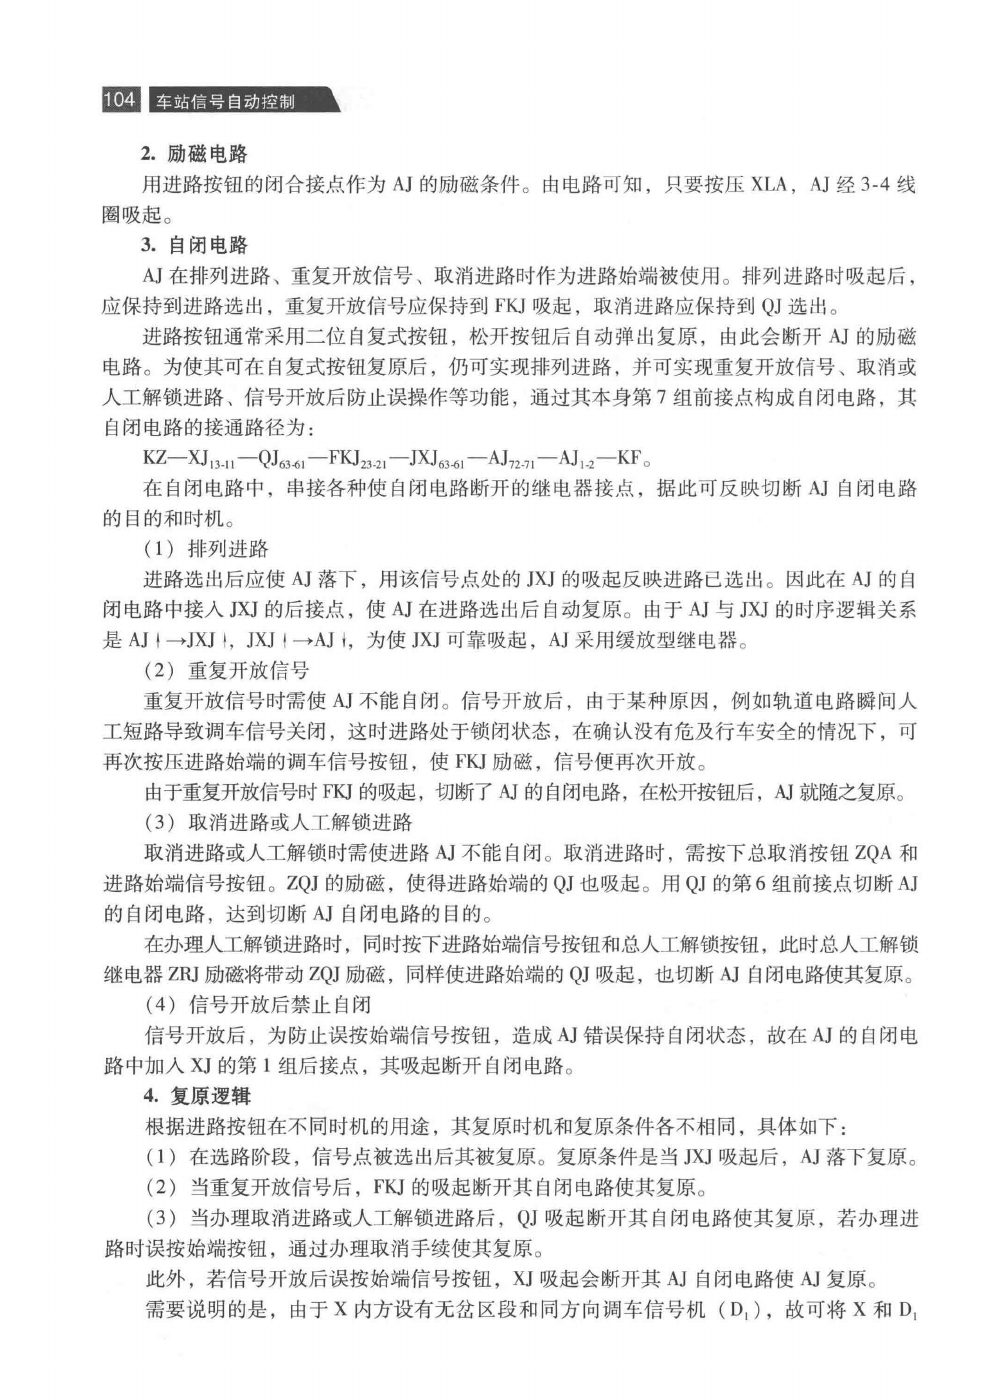 104 车站信号自动控制
2. 励磁电路
用进路按钮的闭合接点作为 AJ 的励磁条件。由电路可知，只要按压 XLA，AJ 经 3-4 线
圈吸起。
3. 自闭电路
AJ 在排列进路、重复开放信号、取消进路时作为进路始端被使用。排列进路时吸起后，
应保持到进路选出，重复开放信号应保持到 FKJ 吸起，取消进路应保持到 QJ 选出。
进路按钮通常采用二位自复式按钮，松开按钮后自动弹出复原，由此会断开 AJ 的励磁
电路。为使其可在自复式按钮复原后，仍可实现排列进路，并可实现重复开放信号、取消或
人工解锁进路、信号开放后防止误操作等功能，通过其本身第 7 组前接点构成自闭电路，其
自闭电路的接通路径为：
KZ—XJ13-11—QJ63-61—FKJ23-21—JXJ63-61—AJ72-71—AJ1-2—KF。
在自闭电路中，串接各种使自闭电路断开的继电器接点，据此可反映切断 AJ 自闭电路
的目的和时机。
（1）排列进路
进路选出后应使 AJ 落下，用该信号点处的 JXJ 的吸起反映进路已选出。因此在 AJ 的自
闭电路中接入 JXJ 的后接点，使 AJ 在进路选出后自动复原。由于 AJ 与 JXJ 的时序逻辑关系
是 AJ↑→JXJ↑，JXJ↑→AJ↓，为使 JXJ 可靠吸起，AJ 采用缓放型继电器。
（2）重复开放信号
重复开放信号时需使 AJ 不能自闭。信号开放后，由于某种原因，例如轨道电路瞬间人
工短路导致调车信号关闭，这时进路处于锁闭状态，在确认没有危及行车安全的情况下，可
再次按压进路始端的调车信号按钮，使 FKJ 励磁，信号便再次开放。
由于重复开放信号时 FKJ 的吸起，切断了 AJ 的自闭电路，在松开按钮后，AJ 就随之复原。
（3）取消进路或人工解锁进路
取消进路或人工解锁时需使进路 AJ 不能自闭。取消进路时，需按下总取消按钮 ZQA 和
进路始端信号按钮。ZQJ 的励磁，使得进路始端的 QJ 也吸起。用 QJ 的第 6 组前接点切断 AJ
的自闭电路，达到切断 AJ 自闭电路的目的。
在办理人工解锁进路时，同时按下进路始端信号按钮和总人工解锁按钮，此时总人工解锁
继电器 ZRJ 励磁将带动 ZQJ 励磁，同样使进路始端的 QJ 吸起，也切断 AJ 自闭电路使其复原。
（4）信号开放后禁止自闭
信号开放后，为防止误按始端信号按钮，造成 AJ 错误保持自闭状态，故在 AJ 的自闭电
路中加入 XJ 的第 1 组后接点，其吸起断开自闭电路。
4. 复原逻辑
根据进路按钮在不同时机的用途，其复原时机和复原条件各不相同，具体如下：
（1）在选路阶段，信号点被选出后其被复原。复原条件是当 JXJ 吸起后，AJ 落下复原。
（2）当重复开放信号后，FKJ 的吸起断开其自闭电路使其复原。
（3）当办理取消进路或人工解锁进路后，QJ 吸起断开其自闭电路使其复原，若办理进
路时误按始端按钮，通过办理取消手续使其复原。
此外，若信号开放后误按始端信号按钮，XJ 吸起会断开其 AJ 自闭电路使 AJ 复原。
需要说明的是，由于 X 内方设有无岔区段和同方向调车信号机（D1），故可将 X 和 D1